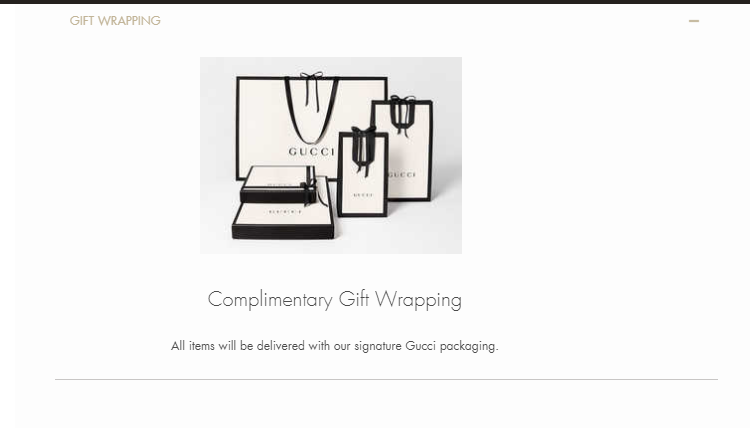 GIFT WRAPPING
GUCCI
GUCCI
GUCCI
GUCCI
GUCCI
Complimentary Gift Wrapping
All items will be delivered with our signature Gucci packaging.